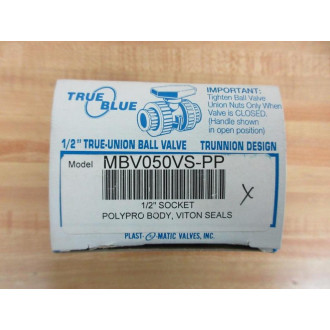 TRUE
BLUE
IMPORTANT:
Tighten Ball Valve
Union Nuts Only When
Valve is CLOSED.
(Handle shown
in open position)
1/2" TRUE-UNION BALL VALVE TRUNNION DESIGN
Model MBV050VS-PP
X
1/2" SOCKET
POLYPRO BODY, VITON SEALS
PLAST-O-MATIC VALVES, INC.